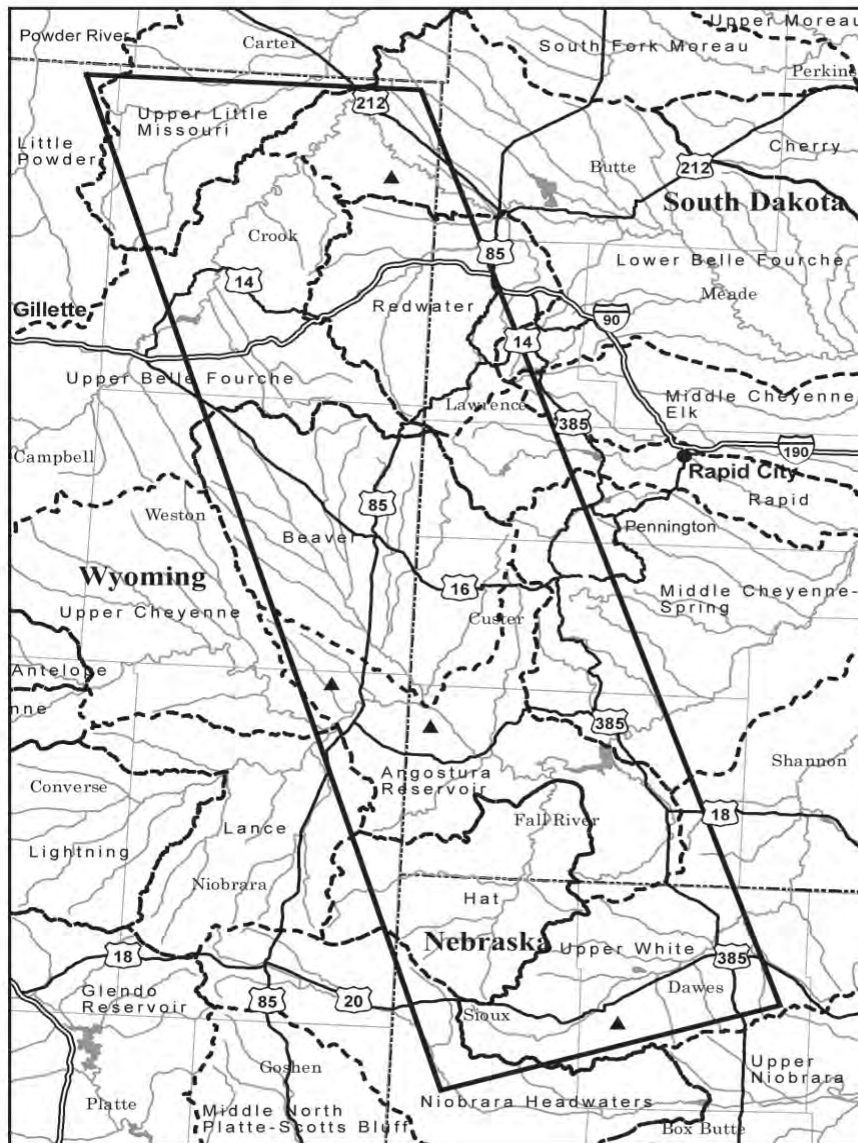 Upper Moreau
Powder River
Carter
South Fork Moreau
Perkins
212
Upper Little
Missouri
Little
Powder
Butte
Cherry
212
South Dakota
Crook
85
Lower Belle Fourche
14
Meade
Gillette
Redwater
90
14
Upper Belle Fourche
Middle Cheyenne
Elk
Lawrence
385
Campbell
190
Rapid City
85
Rapid
Weston
Pennington
Beaver
Wyoming
16
Middle Cheyenne-
Spring
Upper Cheyenne
Custer
Antelope
nne
385
Shannon
Angostura
Reservoir
Converse
18
Fall River
Lance
Lightning
Niobrara
Hat
Nebraska
Upper White
18
385
Glendo
Reservoir
85
20
Dawes
Sioux
Goshen
Upper
Niobrara
Platte
Niobrara Headwaters
Middle North
Platte-Scotts Bluff
Box Butte